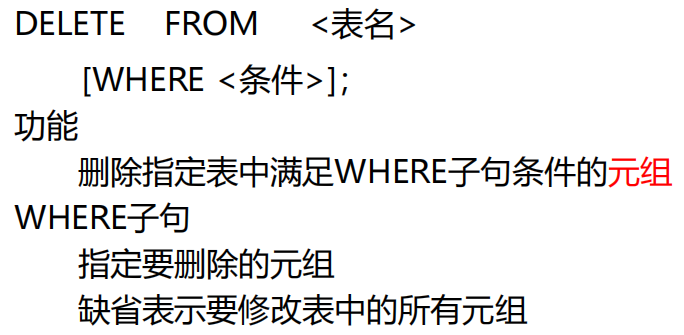 DELETE FROM <表名>
[WHERE <条件>];
功能
删除指定表中满足WHERE子句条件的元组
WHERE子句
指定要删除的元组
缺省表示要修改表中的所有元组